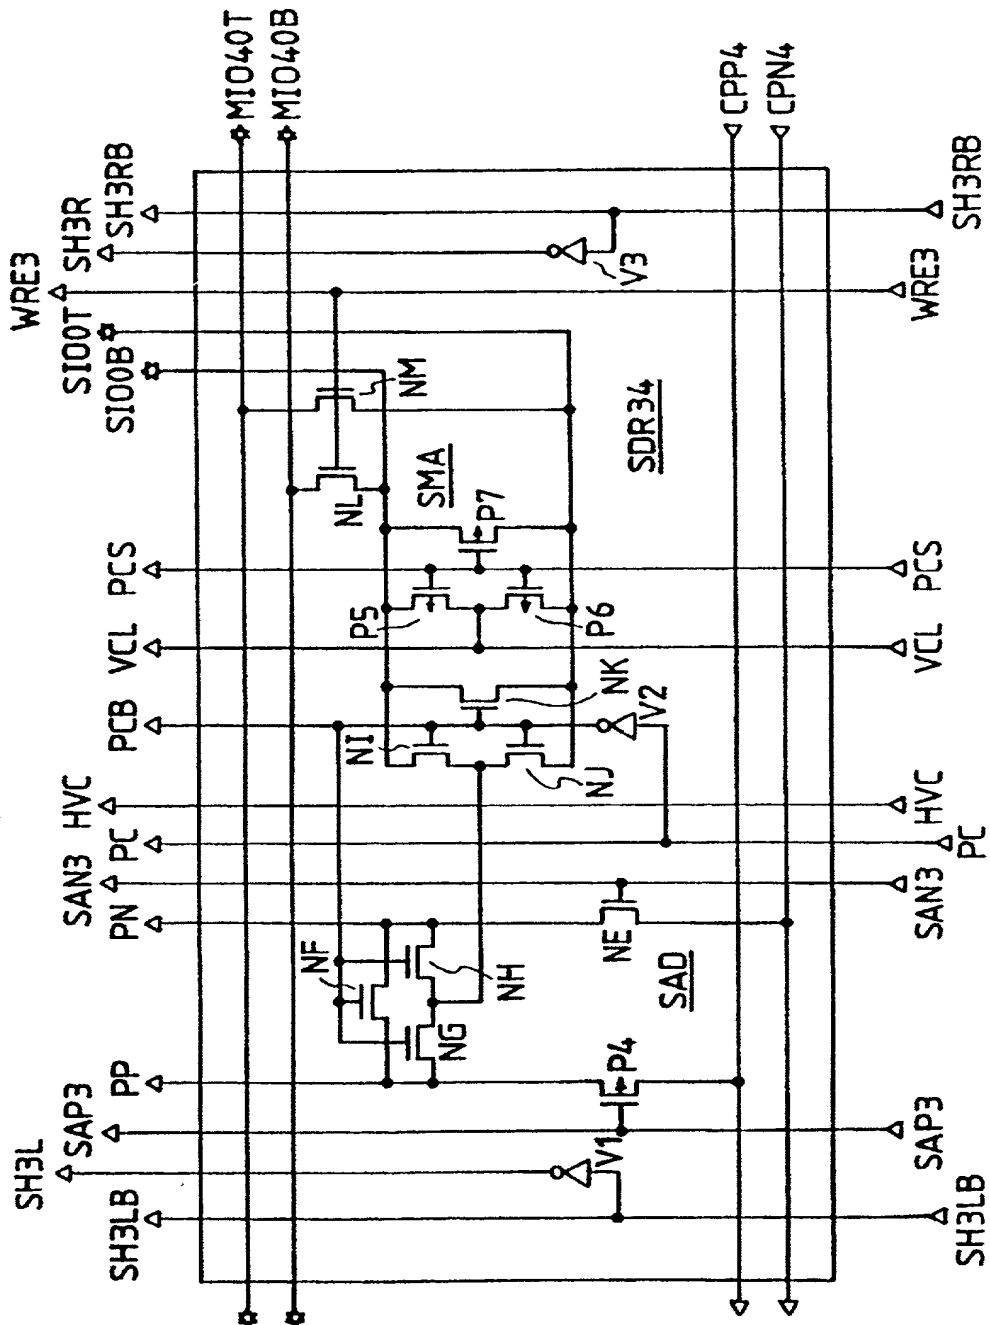 MIO40T
MIO40B
CPP4
CPN4
SH3RB
SH3R
WRE3
SIO0T
SIO0B
PCS
VCL
PCB
HVC
PC
SAN3
PN
PP
SAP3
SH3L
SH3LB
V3
NM
NL
SMA
SDR34
P7
P5
P6
NK
NI
NJ
V2
NF
NH
NG
NE
SAD
P4
V1
SH3RB
WRE3
PCS
VCL
HVC
PC
SAN3
SAP3
SH3LB